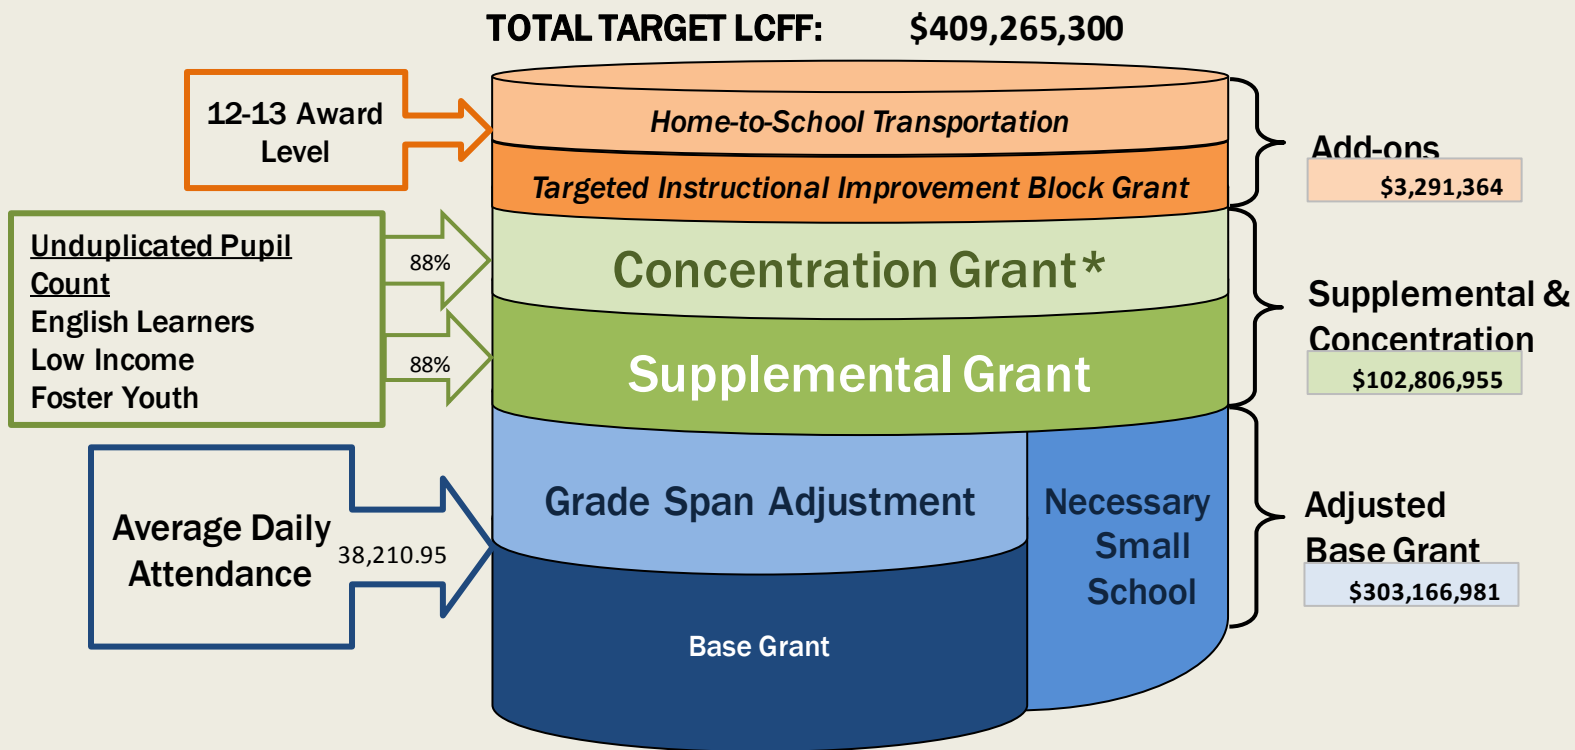 TOTAL TARGET LCFF: $409,265,300
12-13 Award
Level
Home-to-School Transportation
Targeted Instructional Improvement Block Grant
Add-ons
$3,291,364
Unduplicated Pupil
Count
English Learners
Low Income
Foster Youth
88%
88%
Concentration Grant*
Supplemental Grant
Supplemental &
Concentration
$102,806,955
Average Daily
Attendance
38,210.95
Grade Span Adjustment
Base Grant
Necessary
Small
School
Adjusted
Base Grant
$303,166,981